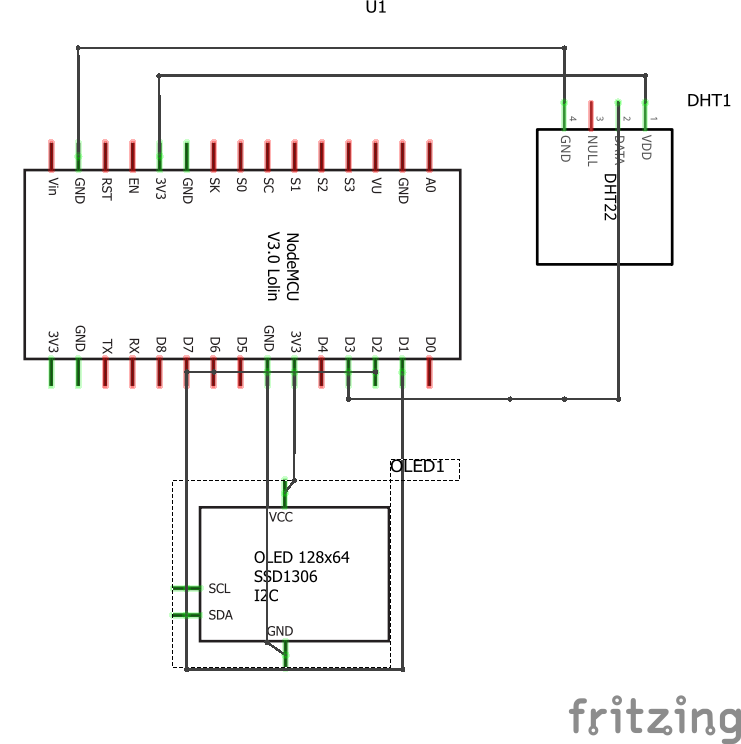 U1
DHT1
4
3
2
1
GND
NULL
DATA
VDD
DHT22
Vin
GND
RST
EN
3V3
GND
SK
S0
SC
S1
S2
S3
VU
GND
A0
NodeMCU
V3.0 Lolin
3V3
GND
TX
RX
D8
D7
D6
D5
GND
3V3
D4
D3
D2
D1
D0
OLED1
VCC
OLED 128x64
SSD1306
I2C
SCL
SDA
GND
fritzing